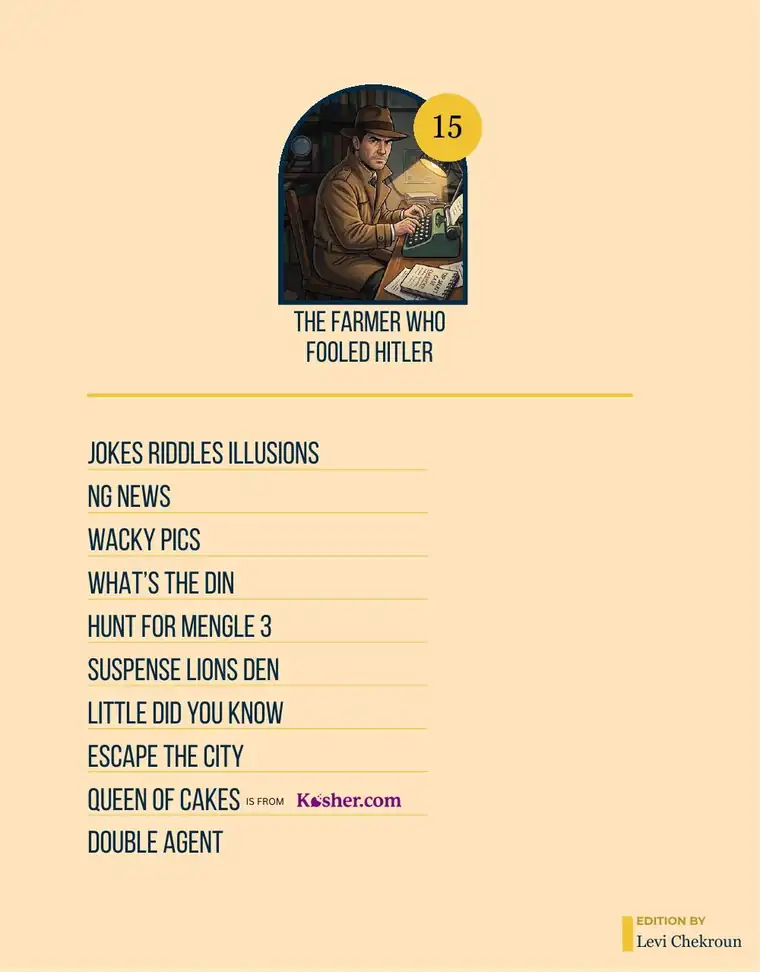 15
TOP SECRET
THE FARMER WHO
FOOLED HITLER
JOKES RIDDLES ILLUSIONS
NG NEWS
WACKY PICS
WHAT'S THE DIN
HUNT FOR MENGLE 3
SUSPENSE LIONS DEN
LITTLE DID YOU KNOW
ESCAPE THE CITY
QUEEN OF CAKES IS FROM Kosher.com
DOUBLE AGENT
EDITION BY
Levi Chekroun